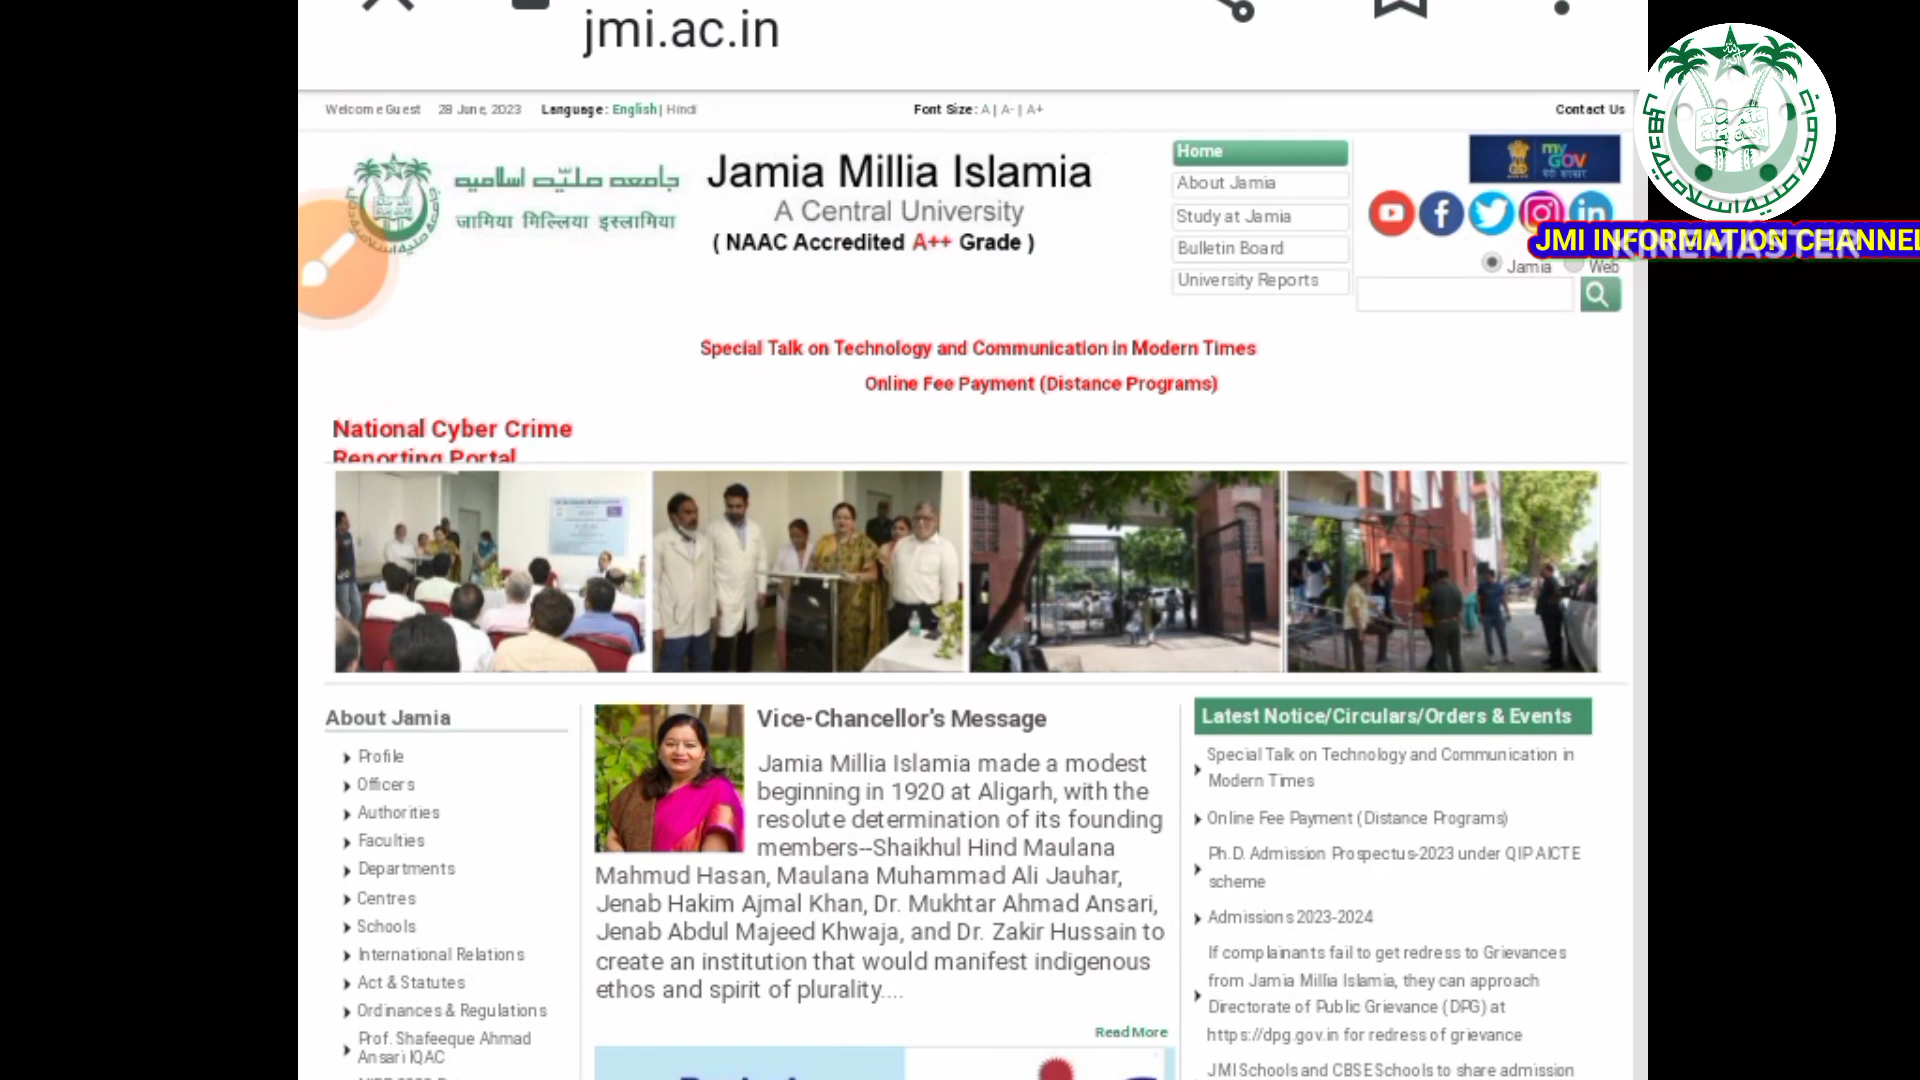 jmi.ac.in
Welcome Guest 28 June, 2023 Language: English | Hindi Font Size: A | A- | A+ Contact Us
جامعہ ملیہ اسلامیہ
जामिया मिल्लिया इस्लामिया
Jamia Millia Islamia
A Central University
( NAAC Accredited A++ Grade )
Home
About Jamia
Study at Jamia
Bulletin Board
University Reports
my
GOV
मेरी सरकार
JMI INFORMATION CHANNEL
KINEMASTER
Jamia Web
Special Talk on Technology and Communication in Modern Times
Online Fee Payment (Distance Programs)
National Cyber Crime
Reporting Portal
About Jamia
Profile
Officers
Authorities
Faculties
Departments
Centres
Schools
International Relations
Act & Statutes
Ordinances & Regulations
Prof. Shafeeque Ahmad
Ansari IQAC
Vice-Chancellor's Message
Jamia Millia Islamia made a modest
beginning in 1920 at Aligarh, with the
resolute determination of its founding
members--Shaikhul Hind Maulana
Mahmud Hasan, Maulana Muhammad Ali Jauhar,
Jenab Hakim Ajmal Khan, Dr. Mukhtar Ahmad Ansari,
Jenab Abdul Majeed Khwaja, and Dr. Zakir Hussain to
create an institution that would manifest indigenous
ethos and spirit of plurality....
Read More
Latest Notice/Circulars/Orders & Events
Special Talk on Technology and Communication in
Modern Times
Online Fee Payment (Distance Programs)
Ph.D. Admission Prospectus-2023 under QIP AICTE
scheme
Admissions 2023-2024
If complainants fail to get redress to Grievances
from Jamia Millia Islamia, they can approach
Directorate of Public Grievance (DPG) at
https://dpg.gov.in for redress of grievance
JMI Schools and CBSE Schools to share admission